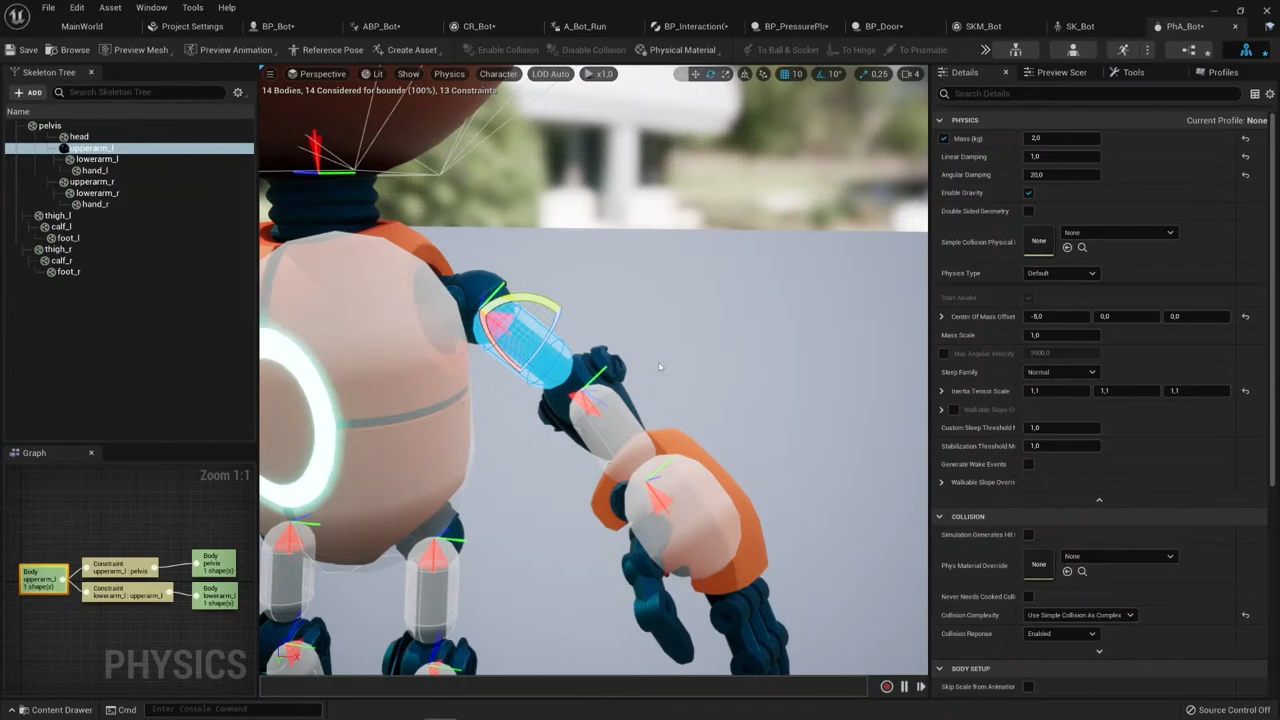 File Edit Asset Window Tools Help
MainWorld Project Settings BP_Bot• ABP_Bot• CR_Bot• A_Bot_Run BP_Interaction(• BP_PressurePlc• BP_Door• SKM_Bot SK_Bot PhA_Bot•
Save Browse Preview Mesh Preview Animation Reference Pose Create Asset Enable Collision Disable Collision Physical Material To Ball & Socket To Hinge To Prismatic
Skeleton Tree
ADD Search Skeleton Tree...
Name
pelvis
head
upperarm_l
lowerarm_l
hand_l
upperarm_r
lowerarm_r
hand_r
thigh_l
calf_l
foot_l
thigh_r
calf_r
foot_r
Graph
Zoom 1:1
Body
upperarm_l
1 shape(s)
Constraint
upperarm_l : pelvis
Constraint
lowerarm_l : upperarm_l
Body
pelvis
1 shape(s)
Body
lowerarm_l
1 shape(s)
PHYSICS
Perspective Lit Show Physics Character LOD Auto x1,0 10 10° 0,25 4
14 Bodies, 14 Considered for bounds (100%), 13 Constraints
Details Preview Scer Tools Profiles
Search Details
PHYSICS Current Profile: None
Mass (kg) 2,0
Linear Damping 1,0
Angular Damping 20,0
Enable Gravity
Double Sided Geometry
Simple Collision Physical None None
Physics Type Default
Start Awake
Center Of Mass Offset -5,0 0,0 0,0
Mass Scale 1,0
Max Angular Velocity 3600,0
Sleep Family Normal
Inertia Tensor Scale 1,1 1,1 1,1
Walkable Slope O
Custom Sleep Threshold 1,0
Stabilization Threshold M 1,0
Generate Wake Events
Walkable Slope Overri
COLLISION
Simulation Generates Hit
Phys Material Override None None
Never Needs Cooked Colli
Collision Complexity Use Simple Collision As Complex
Collision Reponse Enabled
BODY SETUP
Skip Scale from Animation
Content Drawer Cmd Enter Console Command Source Control Off